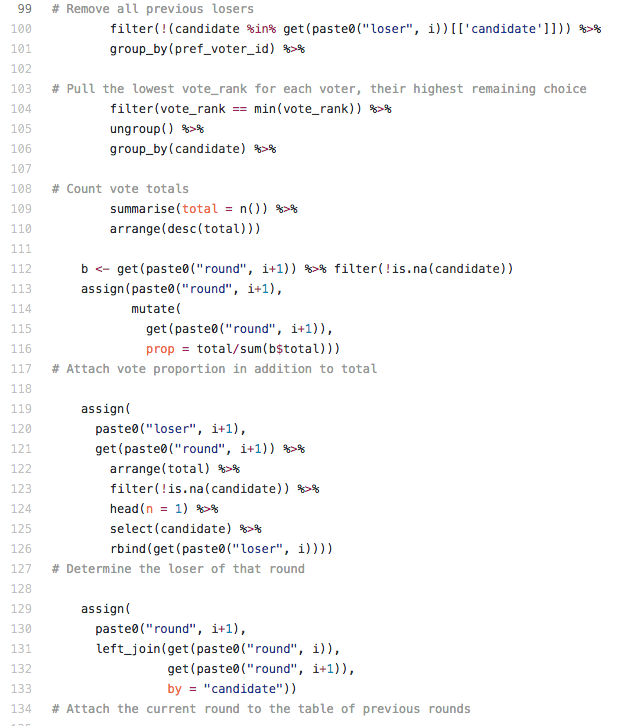 99 # Remove all previous losers
100 filter(!(candidate %in% get(paste0("loser", i))[['candidate']])) %>%
101 group_by(pref_voter_id) %>%
102
103 # Pull the lowest vote_rank for each voter, their highest remaining choice
104 filter(vote_rank == min(vote_rank)) %>%
105 ungroup() %>%
106 group_by(candidate) %>%
107
108 # Count vote totals
109 summarise(total = n()) %>%
110 arrange(desc(total)))
111
112 b <- get(paste0("round", i+1)) %>% filter(!is.na(candidate))
113 assign(paste0("round", i+1),
114 mutate(
115 get(paste0("round", i+1)),
116 prop = total/sum(b$total)))
117 # Attach vote proportion in addition to total
118
119 assign(
120 paste0("loser", i+1),
121 get(paste0("round", i+1)) %>%
122 arrange(total) %>%
123 filter(!is.na(candidate)) %>%
124 head(n = 1) %>%
125 select(candidate) %>%
126 rbind(get(paste0("loser", i))))
127 # Determine the loser of that round
128
129 assign(
130 paste0("round", i+1),
131 left_join(get(paste0("round", i)),
132 get(paste0("round", i+1)),
133 by = "candidate"))
134 # Attach the current round to the table of previous rounds